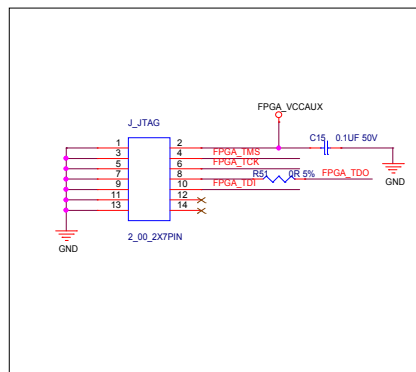 FPGA_VCCAUX
J_JTAG
C15 0.1UF 50V
1 2
3 4 FPGA_TMS
5 6 FPGA_TCK
7 8 R51 0R 5% FPGA_TDO
9 10 FPGA_TDI
11 12
13 14
GND
GND
2_00_2X7PIN